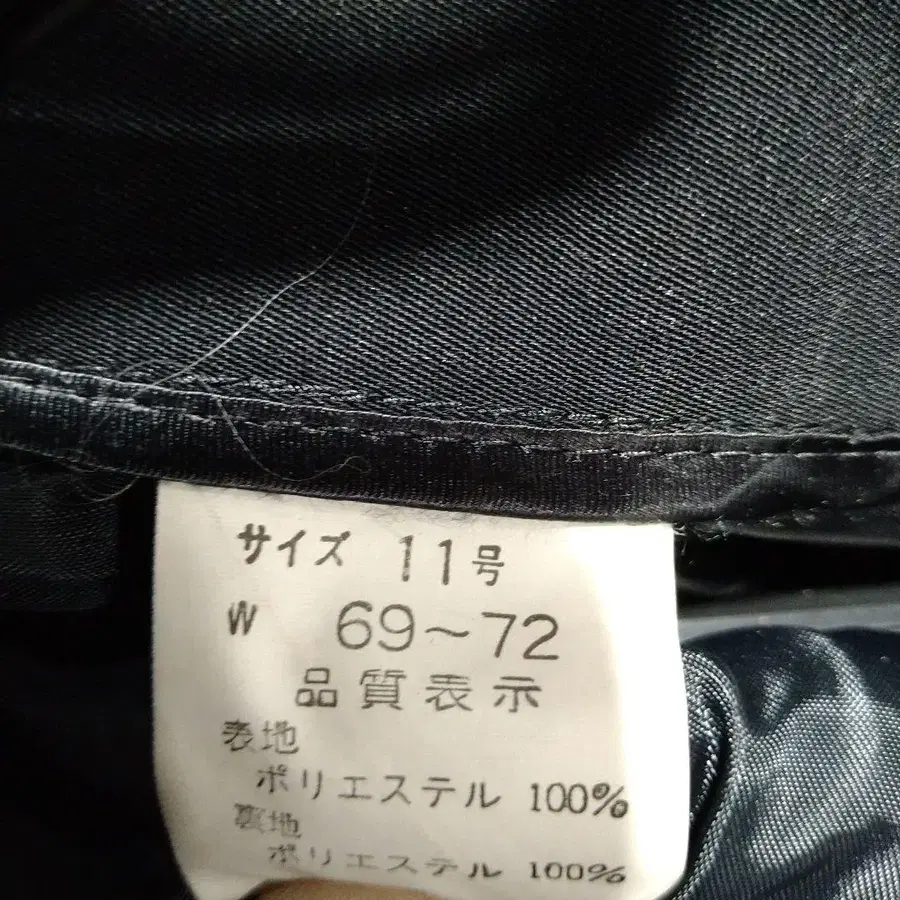 サイズ 11号
W 69～72
品質表示
表地
ポリエステル 100%
裏地
ポリエステル 100%